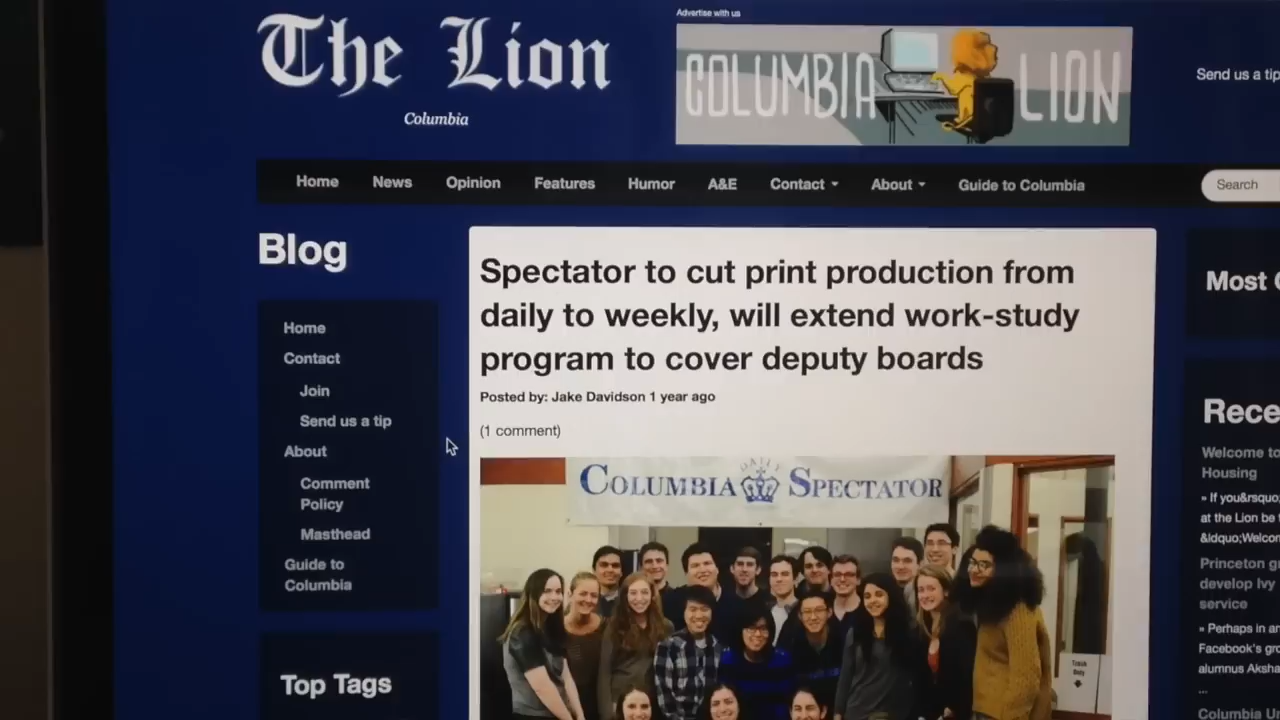 The Lion
Columbia
Advertise with us
COLUMBIA LION
Send us a tip
Home News Opinion Features Humor A&E Contact About Guide to Columbia
Search
Blog
Home
Contact
Join
Send us a tip
About
Comment
Policy
Masthead
Guide to
Columbia
Top Tags
Spectator to cut print production from
daily to weekly, will extend work-study
program to cover deputy boards
Posted by: Jake Davidson 1 year ago
(1 comment)
DAILY
COLUMBIA SPECTATOR
Most
Welcome to
Housing
» If you&rsquo;
at the Lion be
&ldquo;Welcom
Princeton
develop Ivy
service
» Perhaps in
Facebook's
alumnus Aksha
...
Columbia